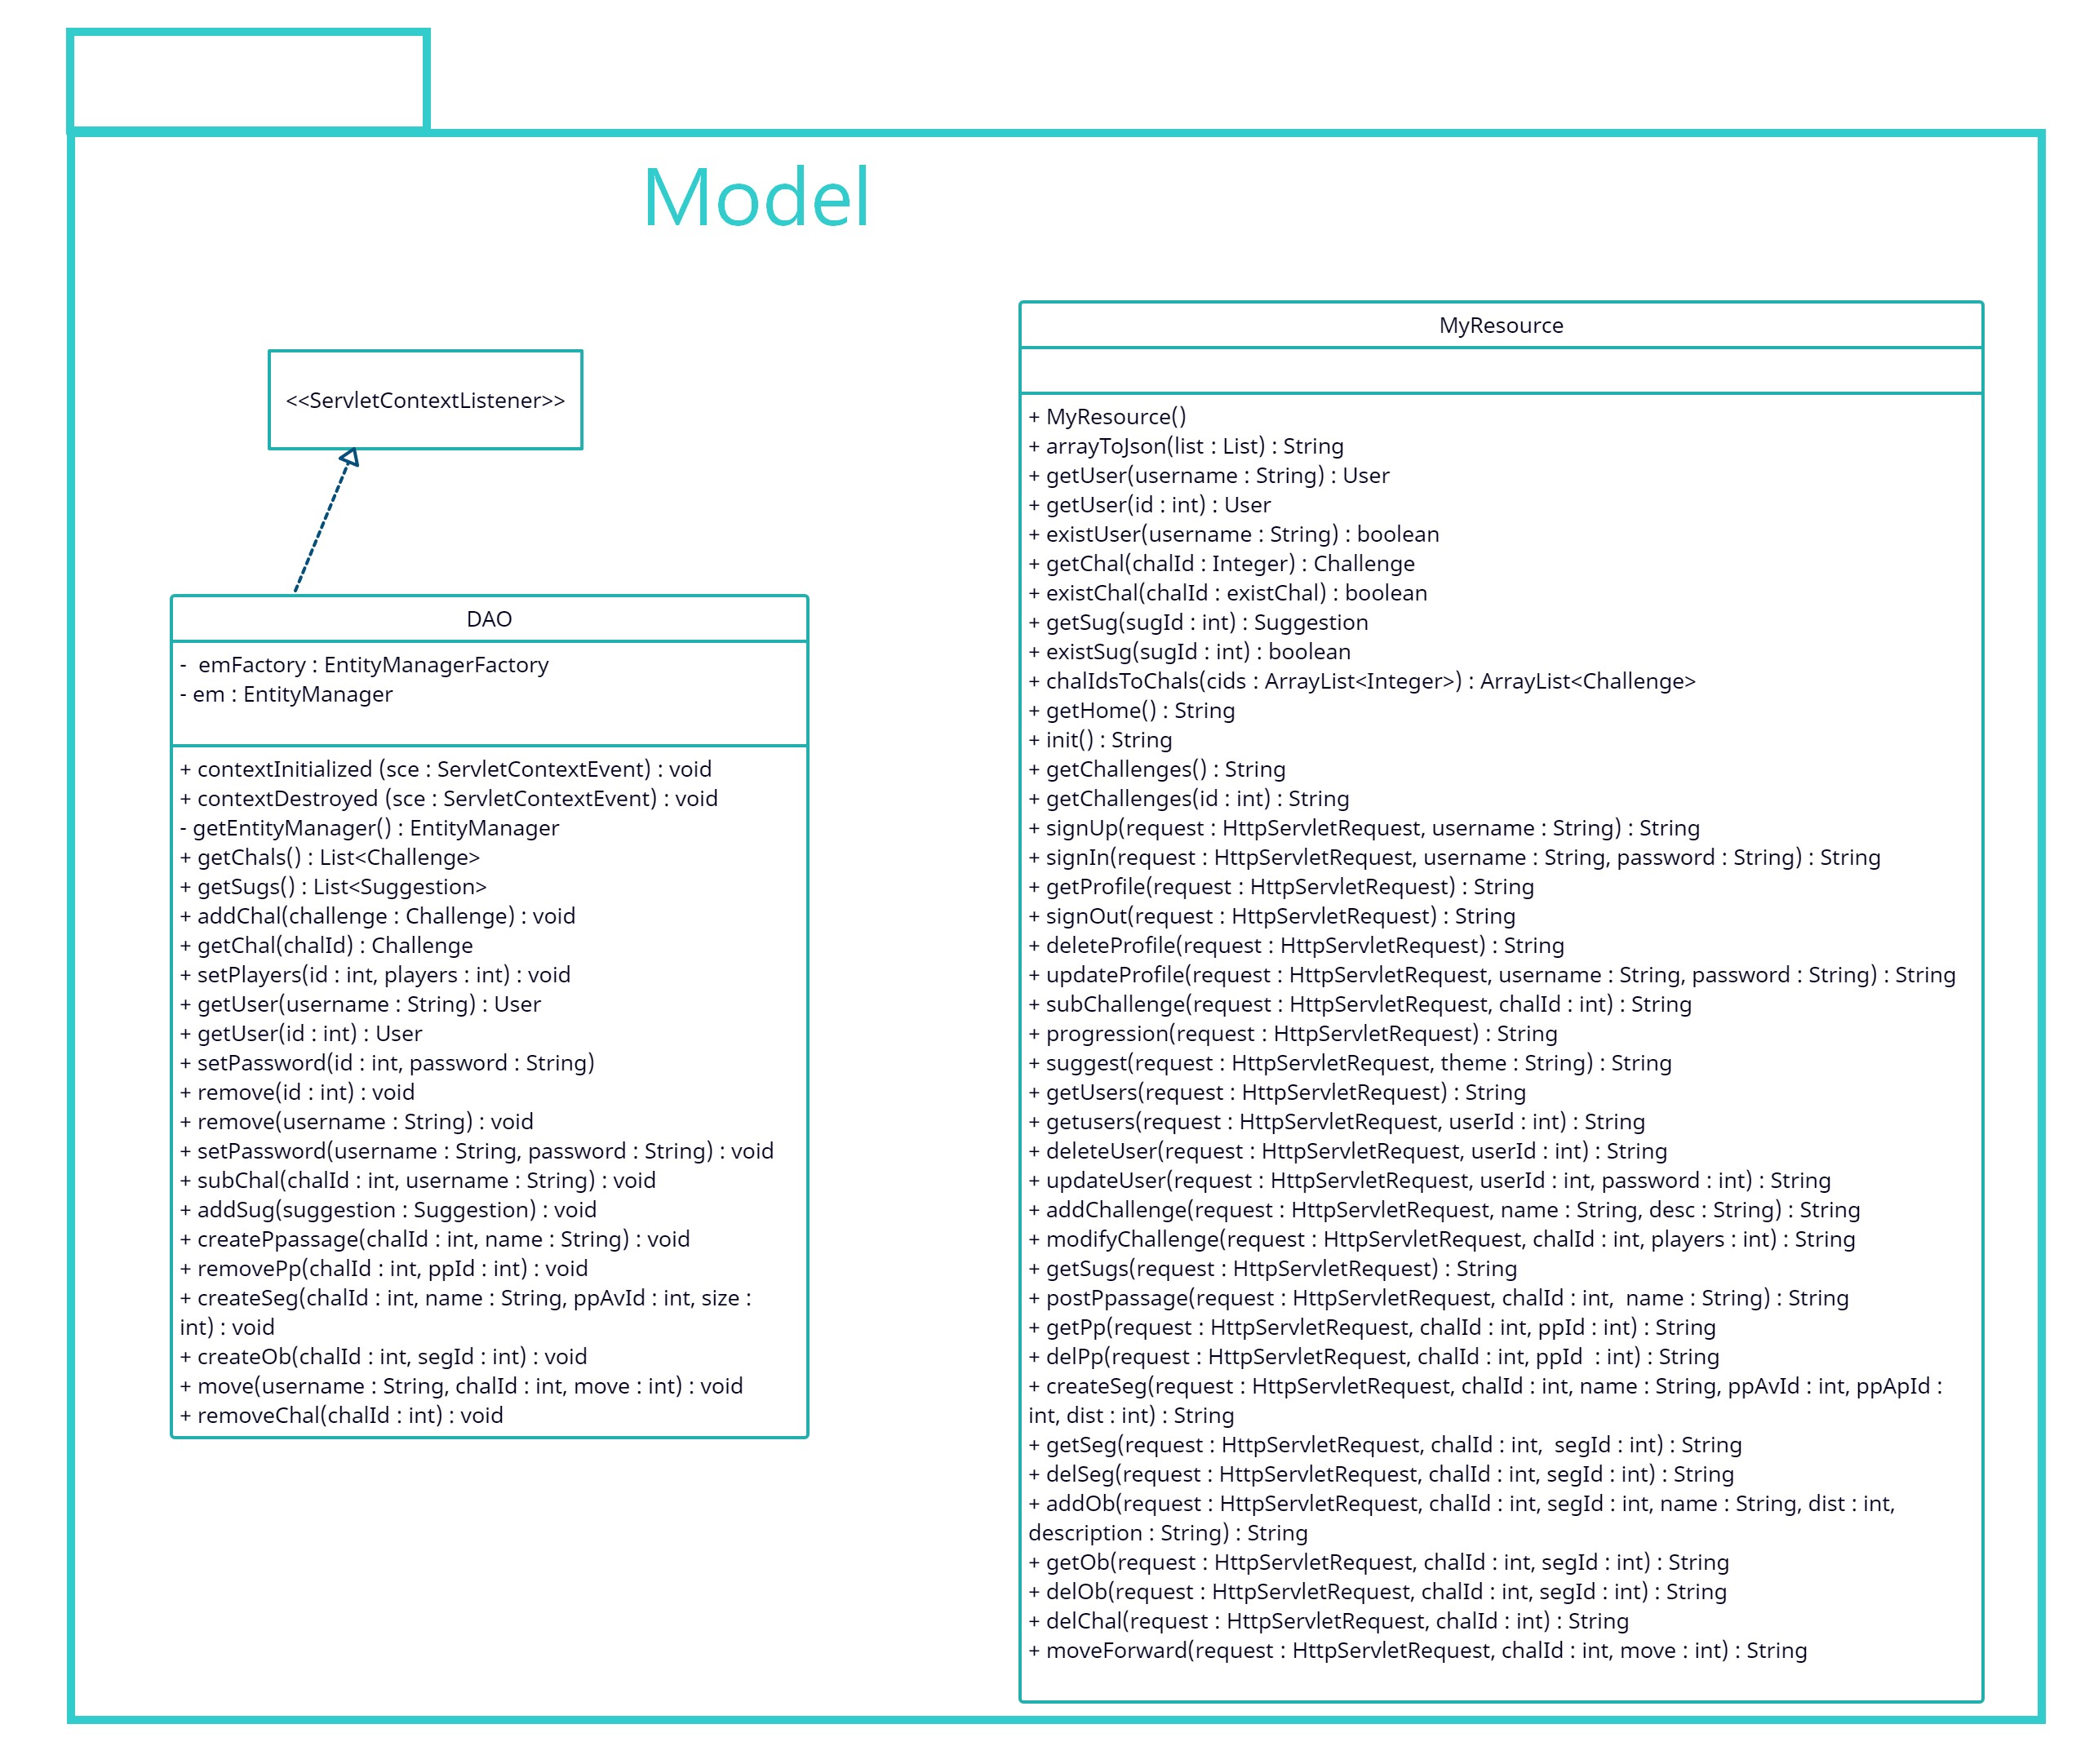 Model
<<ServletContextListener>>
DAO
-  emFactory : EntityManagerFactory
- em : EntityManager
+ contextInitialized (sce : ServletContextEvent) : void
+ contextDestroyed (sce : ServletContextEvent) : void
- getEntityManager() : EntityManager
+ getChals() : List<Challenge>
+ getSugs() : List<Suggestion>
+ addChal(challenge : Challenge) : void
+ getChal(chalId) : Challenge
+ setPlayers(id : int, players : int) : void
+ getUser(username : String) : User
+ getUser(id : int) : User
+ setPassword(id : int, password : String)
+ remove(id : int) : void
+ remove(username : String) : void
+ setPassword(username : String, password : String) : void
+ subChal(chalId : int, username : String) : void
+ addSug(suggestion : Suggestion) : void
+ createPpassage(chalId : int, name : String) : void
+ removePp(chalId : int, ppId : int) : void
+ createSeg(chalId : int, name : String, ppAvId : int, size :
int) : void
+ createOb(chalId : int, segId : int) : void
+ move(username : String, chalId : int, move : int) : void
+ removeChal(chalId : int) : void
MyResource
+ MyResource()
+ arrayToJson(list : List) : String
+ getUser(username : String) : User
+ getUser(id : int) : User
+ existUser(username : String) : boolean
+ getChal(chalId : Integer) : Challenge
+ existChal(chalId : existChal) : boolean
+ getSug(sugId : int) : Suggestion
+ existSug(sugId : int) : boolean
+ chalIdsToChals(cids : ArrayList<Integer>) : ArrayList<Challenge>
+ getHome() : String
+ init() : String
+ getChallenges() : String
+ getChallenges(id : int) : String
+ signUp(request : HttpServletRequest, username : String) : String
+ signIn(request : HttpServletRequest, username : String, password : String) : String
+ getProfile(request : HttpServletRequest) : String
+ signOut(request : HttpServletRequest) : String
+ deleteProfile(request : HttpServletRequest) : String
+ updateProfile(request : HttpServletRequest, username : String, password : String) : String
+ subChallenge(request : HttpServletRequest, chalId : int) : String
+ progression(request : HttpServletRequest) : String
+ suggest(request : HttpServletRequest, theme : String) : String
+ getUsers(request : HttpServletRequest) : String
+ getusers(request : HttpServletRequest, userId : int) : String
+ deleteUser(request : HttpServletRequest, userId : int) : String
+ updateUser(request : HttpServletRequest, userId : int, password : int) : String
+ addChallenge(request : HttpServletRequest, name : String, desc : String) : String
+ modifyChallenge(request : HttpServletRequest, chalId : int, players : int) : String
+ getSugs(request : HttpServletRequest) : String
+ postPpassage(request : HttpServletRequest, chalId : int,  name : String) : String
+ getPp(request : HttpServletRequest, chalId : int, ppId : int) : String
+ delPp(request : HttpServletRequest, chalId : int, ppId  : int) : String
+ createSeg(request : HttpServletRequest, chalId : int, name : String, ppAvId : int, ppApId :
int, dist : int) : String
+ getSeg(request : HttpServletRequest, chalId : int,  segId : int) : String
+ delSeg(request : HttpServletRequest, chalId : int, segId : int) : String
+ addOb(request : HttpServletRequest, chalId : int, segId : int, name : String, dist : int,
description : String) : String
+ getOb(request : HttpServletRequest, chalId : int, segId : int) : String
+ delOb(request : HttpServletRequest, chalId : int, segId : int) : String
+ delChal(request : HttpServletRequest, chalId : int) : String
+ moveForward(request : HttpServletRequest, chalId : int, move : int) : String